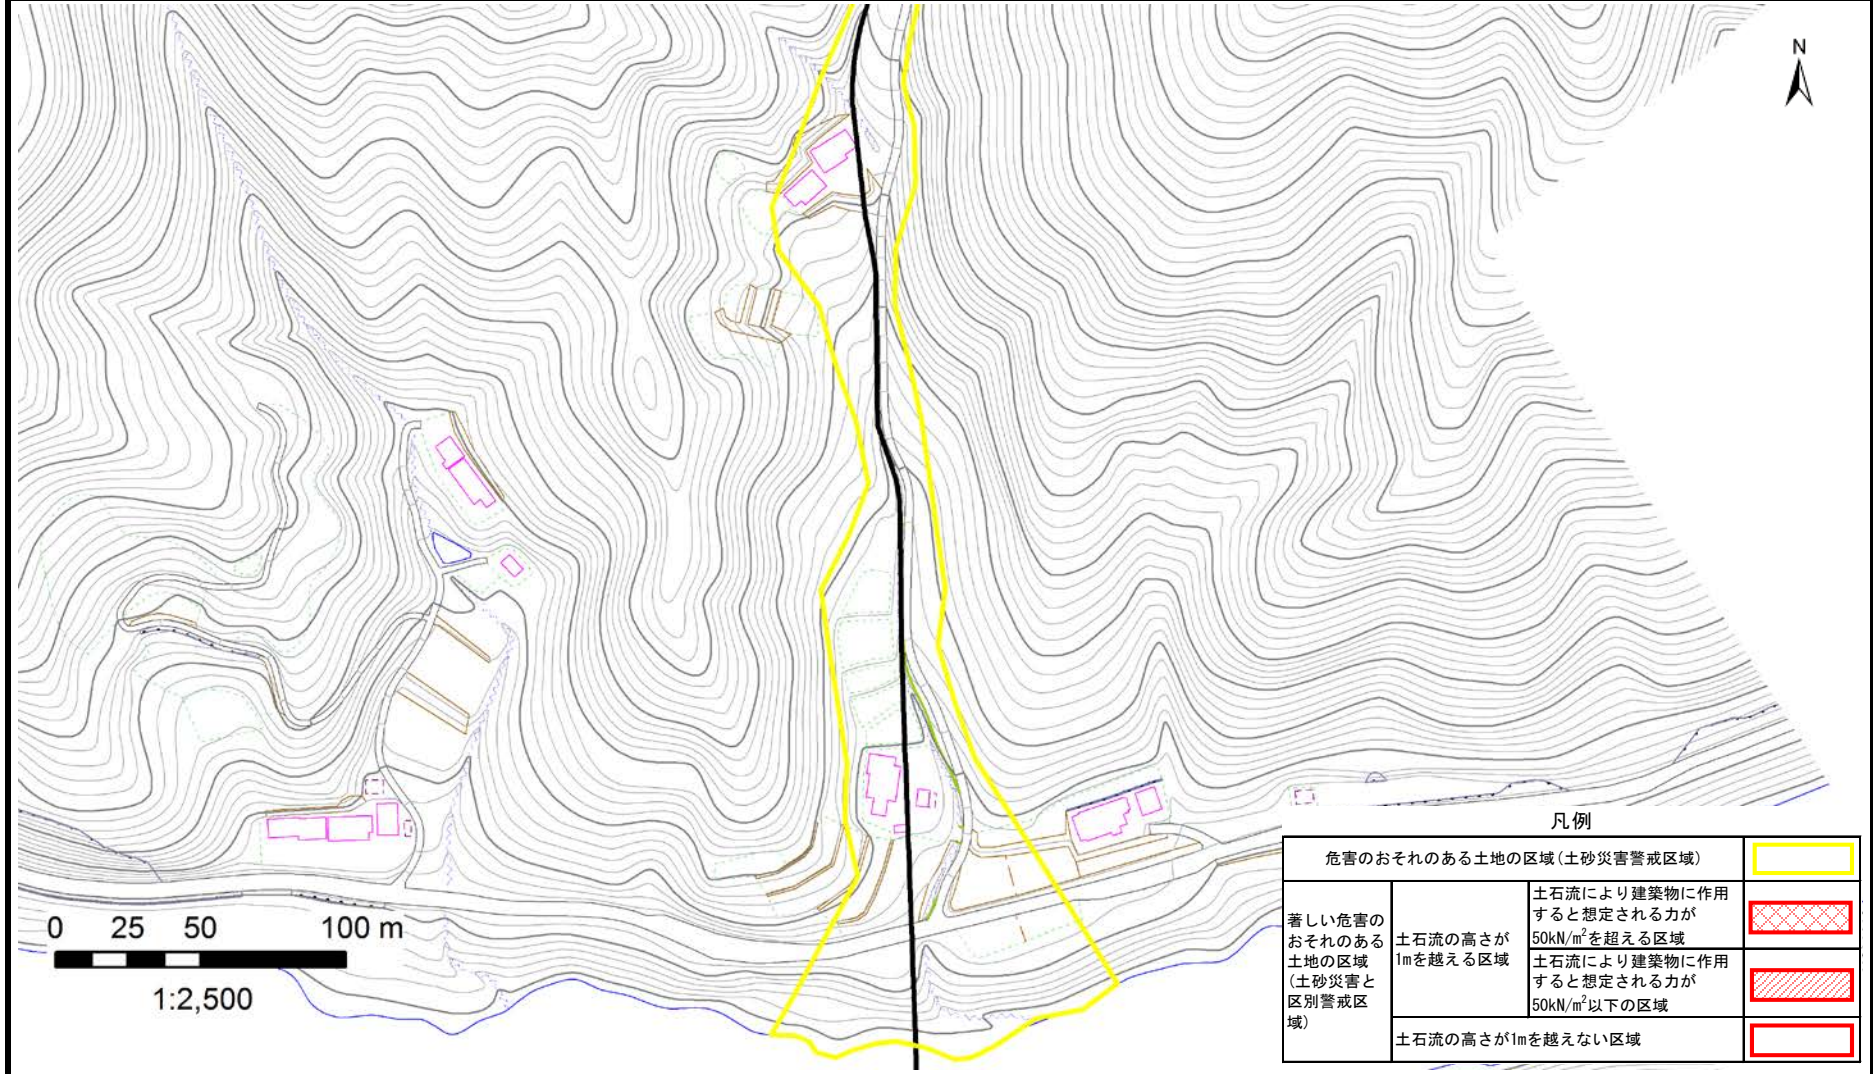 N
0 25 50 100 m
1:2,500
凡例
危害のおそれのある土地の区域(土砂災害警戒区域)
著しい危害の
おそれのある
土地の区域
(土砂災害と
区別警戒区
域)
土石流の高さが
1mを越える区域
土石流により建築物に作用
すると想定される力が
50kN/m²を超える区域
土石流により建築物に作用
すると想定される力が
50kN/m²以下の区域
土石流の高さが1mを越えない区域